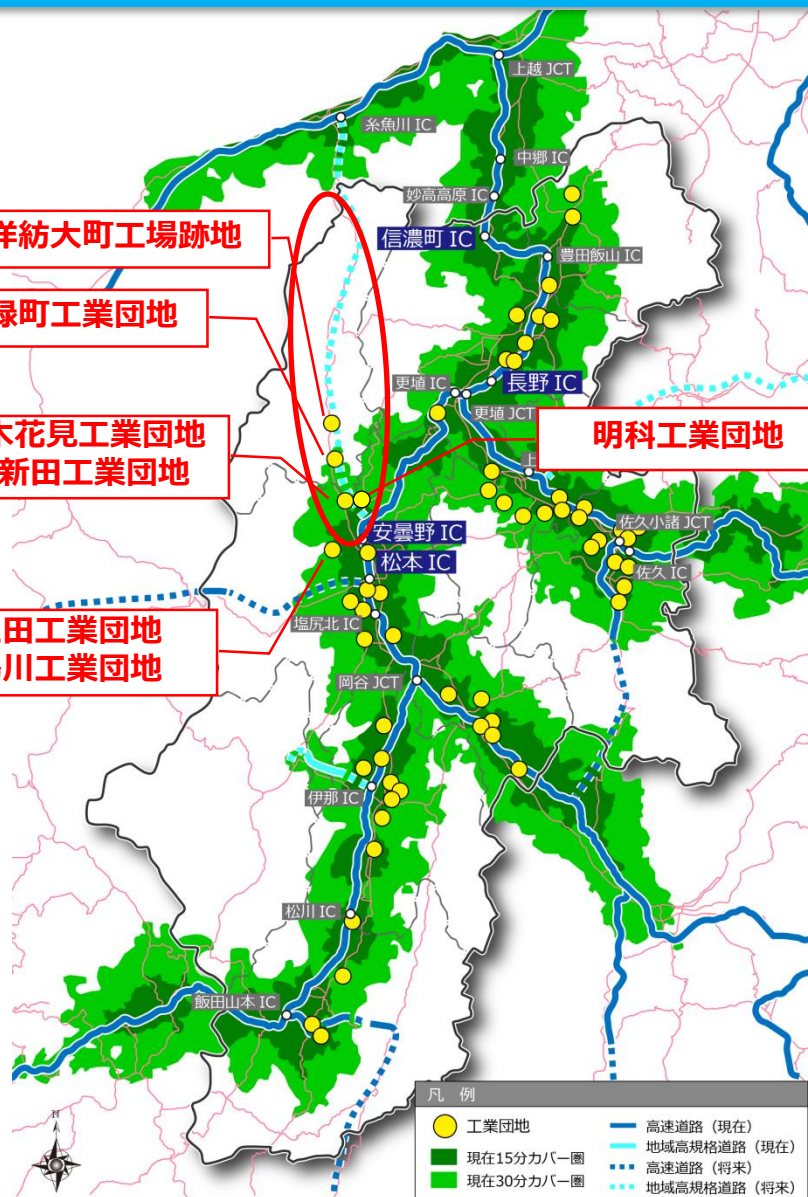 上越 JCT
糸魚川 IC
中郷 IC
妙高高原 IC
信濃町 IC
豊田飯山 IC
紡大町工場跡地
緑町工業団地
更埴 IC
長野 IC
更埴 JCT
花見工業団地
新田工業団地
明科工業団地
上
佐久小諸 JCT
安曇野 IC
松本 IC
佐久 IC
塩尻北 IC
田工業団地
川工業団地
岡谷 JCT
伊那 IC
松川 IC
飯田山本 IC
凡 例
工業団地
現在15分カバー圏
現在30分カバー圏
高速道路（現在）
地域高規格道路（現在）
高速道路（将来）
地域高規格道路（将来）
N